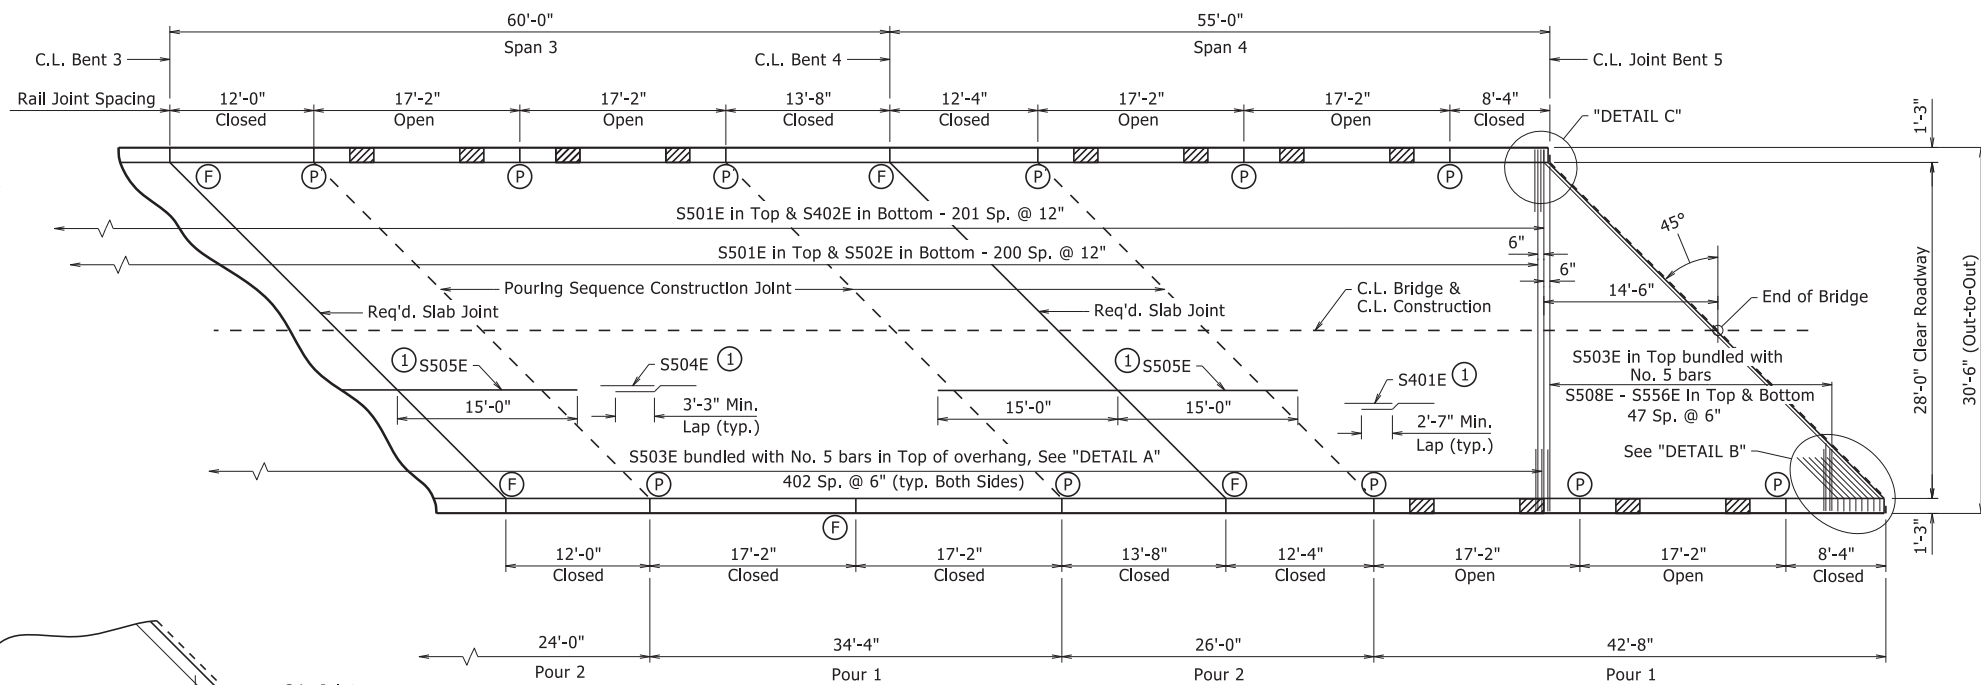 60'-0"
55'-0"
Span 3
Span 4
C.L. Bent 3
C.L. Bent 4
C.L. Joint Bent 5
Rail Joint Spacing
12'-0"
17'-2"
17'-2"
13'-8"
12'-4"
17'-2"
17'-2"
8'-4"
Closed
Open
Open
Closed
Closed
Open
Open
Closed
"DETAIL C"
1'-3"
F
P
P
P
F
P
P
P
S501E in Top & S402E in Bottom - 201 Sp. @ 12"
S501E in Top & S502E in Bottom - 200 Sp. @ 12"
6"
6"
45°
14'-6"
Pouring Sequence Construction Joint
Req'd. Slab Joint
Req'd. Slab Joint
C.L. Bridge &
C.L. Construction
End of Bridge
28'-0" Clear Roadway
30'-6" (Out-to-Out)
1 S505E
S504E 1
1 S505E
S401E 1
15'-0"
3'-3" Min.
Lap (typ.)
15'-0"
15'-0"
2'-7" Min.
Lap (typ.)
S503E in Top bundled with
No. 5 bars
S508E - S556E In Top & Bottom
47 Sp. @ 6"
See "DETAIL B"
S503E bundled with No. 5 bars in Top of overhang, See "DETAIL A"
402 Sp. @ 6" (typ. Both Sides)
F
P
F
P
F
P
P
P
1'-3"
12'-0"
17'-2"
17'-2"
13'-8"
12'-4"
17'-2"
17'-2"
8'-4"
Closed
Closed
Closed
Closed
Closed
Open
Open
Closed
24'-0"
34'-4"
26'-0"
42'-8"
Pour 2
Pour 1
Pour 2
Pour 1